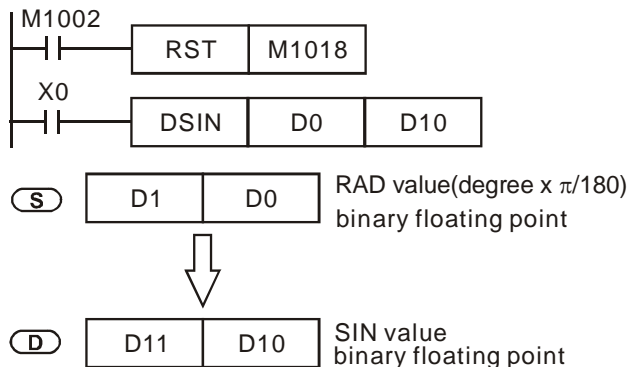 M1002
RST M1018
X0
DSIN D0 D10
S D1 D0 RAD value(degree x π/180)
binary floating point
D D11 D10 SIN value
binary floating point